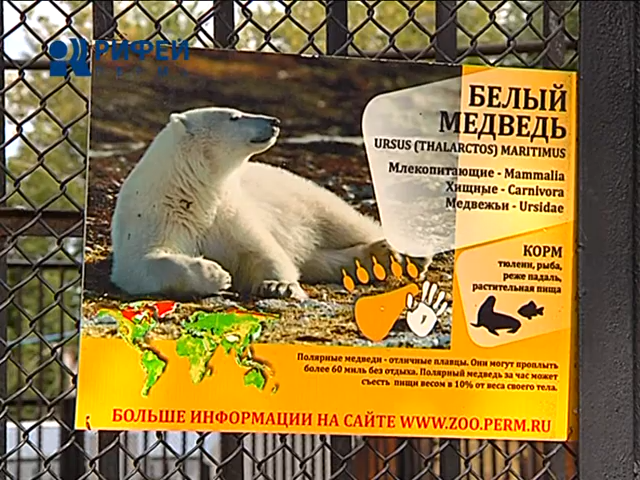 РИФЕЙ
ПЕРМЬ
БЕЛЫЙ
МЕДВЕДЬ
URSUS (THALARCTOS) MARITIMUS
Млекопитающие - Mammalia
Хищные - Carnivora
Медвежьи - Ursidae
КОРМ
тюлени, рыба,
реже падаль,
растительная пища
Полярные медведи - отличные плавцы. Они могут проплыть
более 60 миль без отдыха. Полярный медведь за час может
съесть пищи весом в 10% от веса своего тела.
БОЛЬШЕ ИНФОРМАЦИИ НА САЙТЕ WWW.ZOO.PERM.RU